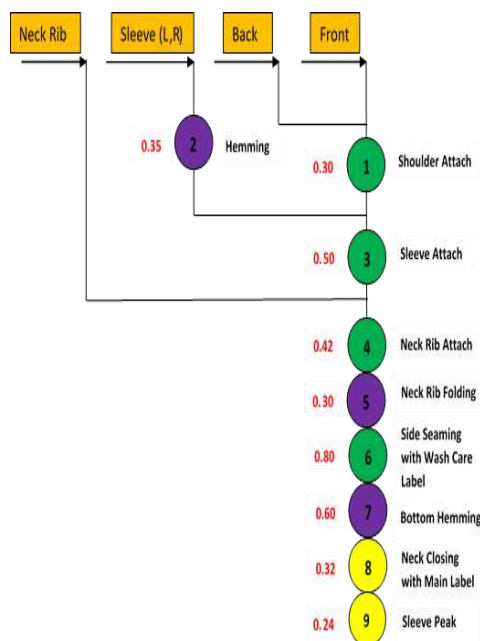 Neck Rib
Sleeve (L,R)
Back
Front
0.35
2
Hemming
0.30
1
Shoulder Attach
0.50
3
Sleeve Attach
0.42
4
Neck Rib Attach
0.30
5
Neck Rib Folding
0.80
6
Side Seaming
with Wash Care
Label
0.60
7
Bottom Hemming
0.32
8
Neck Closing
with Main Label
0.24
9
Sleeve Peak